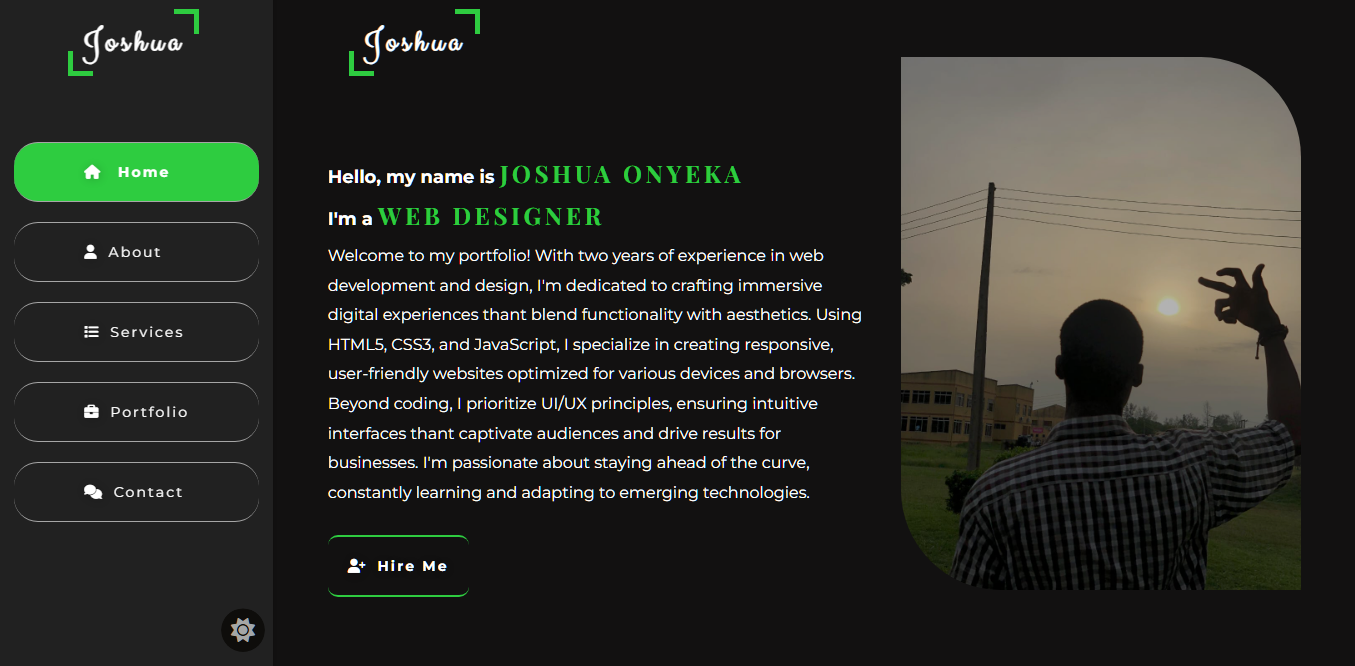 Joshua
Home
About
Services
Portfolio
Contact
Joshua
Hello, my name is JOSHUA ONYEKA
I'm a WEB DESIGNER
Welcome to my portfolio! With two years of experience in web
development and design, I'm dedicated to crafting immersive
digital experiences thant blend functionality with aesthetics. Using
HTML5, CSS3, and JavaScript, I specialize in creating responsive,
user-friendly websites optimized for various devices and browsers.
Beyond coding, I prioritize UI/UX principles, ensuring intuitive
interfaces thant captivate audiences and drive results for
businesses. I'm passionate about staying ahead of the curve,
constantly learning and adapting to emerging technologies.
Hire Me